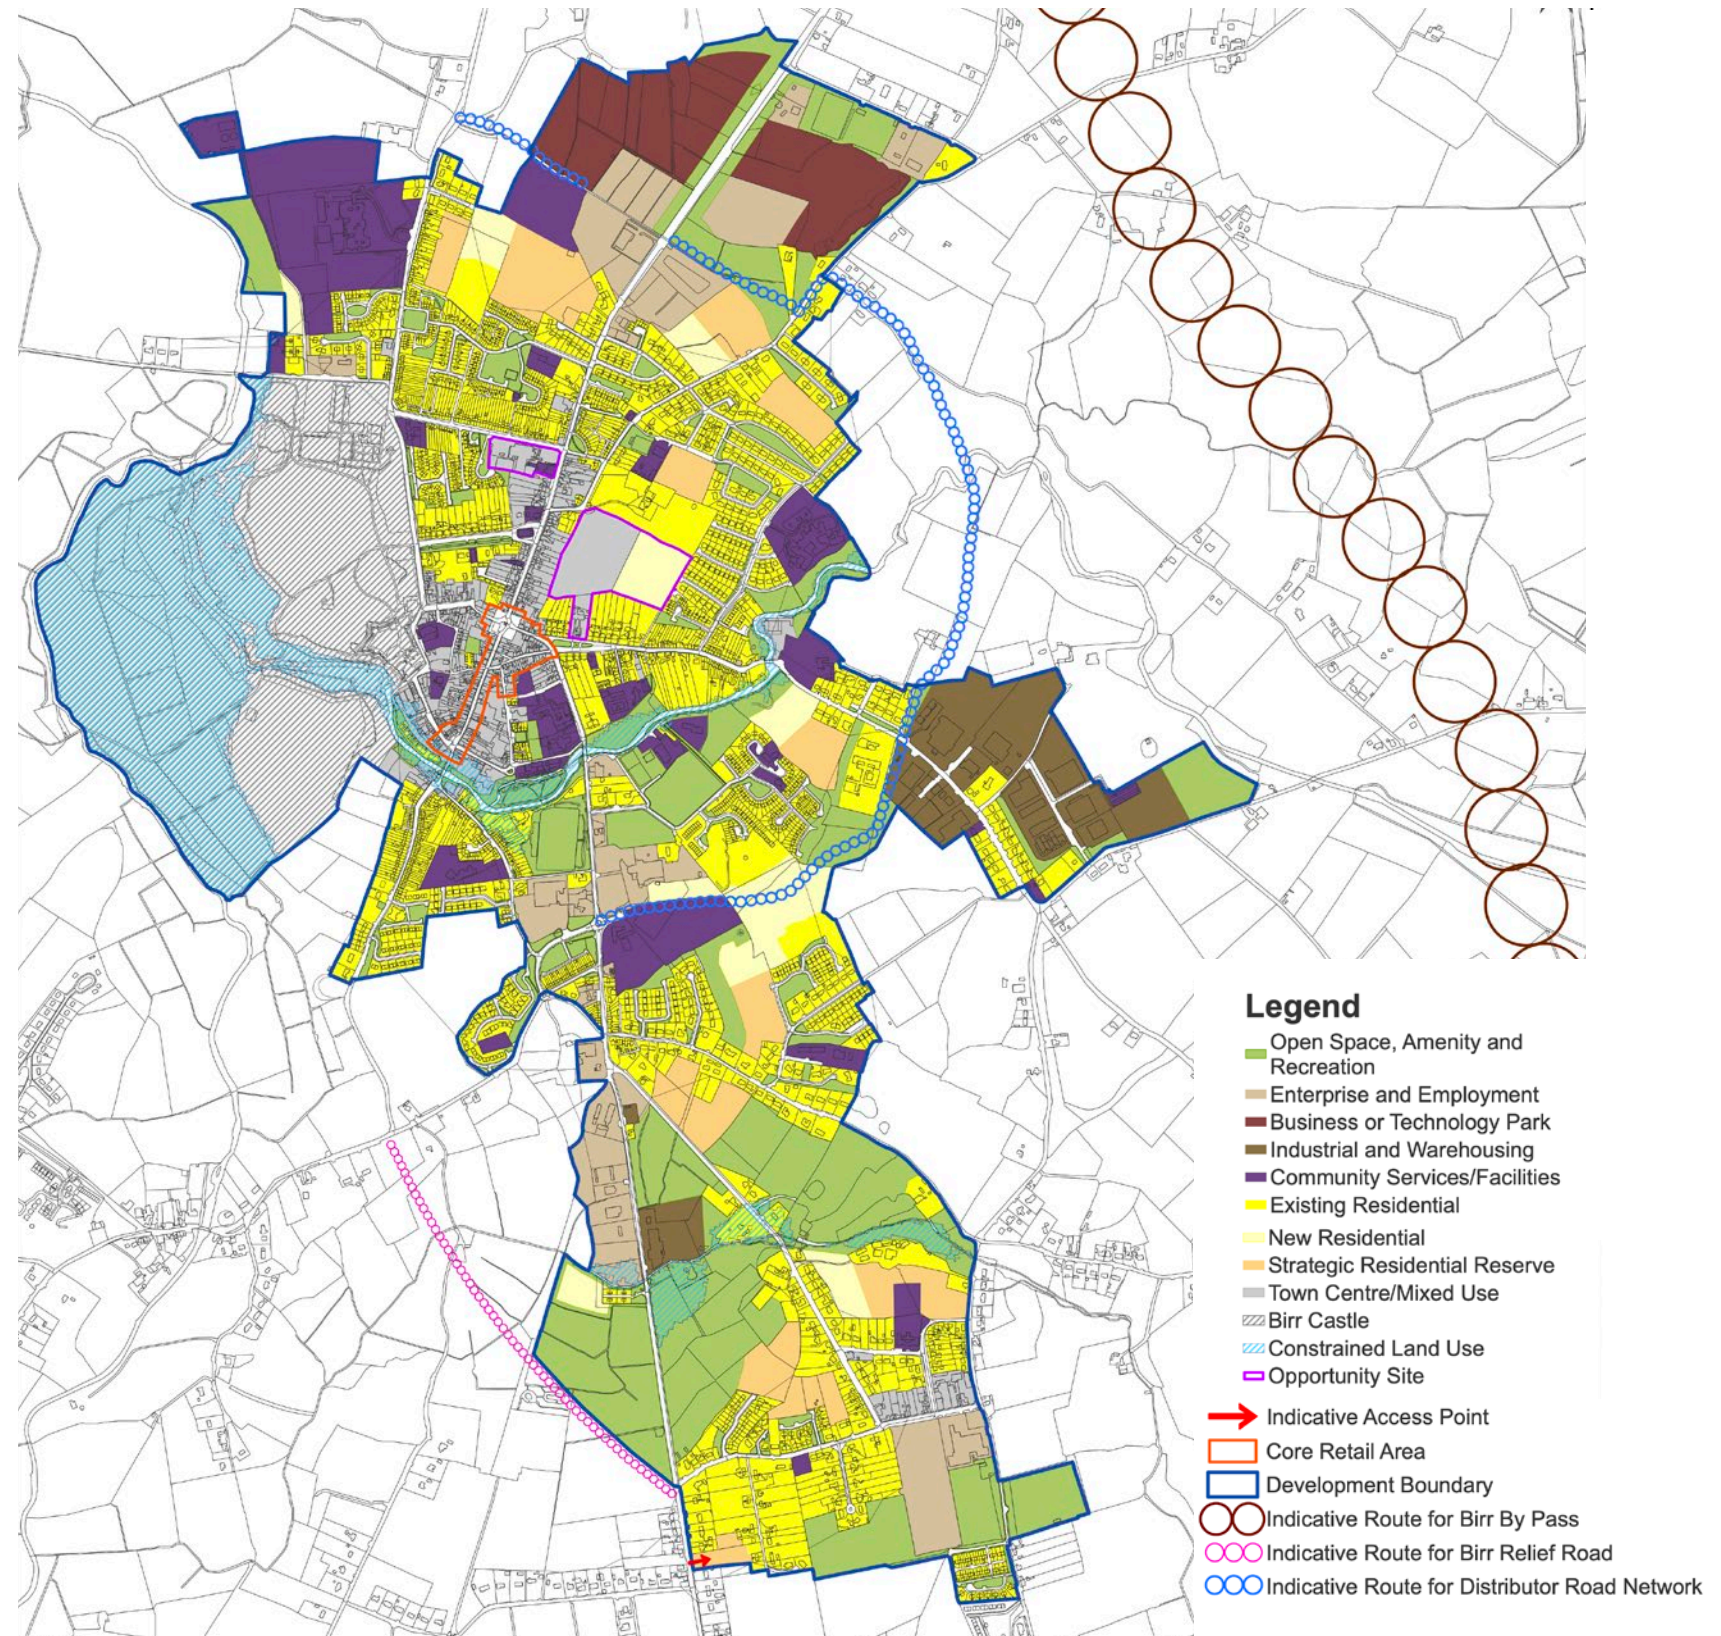 Legend
Open Space, Amenity and
Recreation
Enterprise and Employment
Business or Technology Park
Industrial and Warehousing
Community Services/Facilities
Existing Residential
New Residential
Strategic Residential Reserve
Town Centre/Mixed Use
Birr Castle
Constrained Land Use
Opportunity Site
Indicative Access Point
Core Retail Area
Development Boundary
Indicative Route for Birr By Pass
Indicative Route for Birr Relief Road
Indicative Route for Distributor Road Network